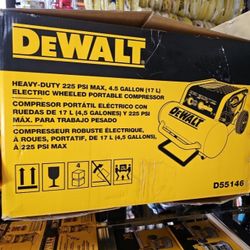 DEWALT
HEAVY-DUTY 225 PSI MAX, 4.5 GALLON (17 L)
ELECTRIC WHEELED PORTABLE COMPRESSOR
COMPRESOR PORTÁTIL ELÉCTRICO CON
RUEDAS DE 17 L (4,5 GALONES) Y 225 PSI
MÁX. PARA TRABAJO PESADO
COMPRESSEUR ROBUSTE ÉLECTRIQUE,
À ROUES, PORTATIF, DE 17 L (4,5 GALLONS),
À 225 PSI MAX
DEWALT
4
D55146